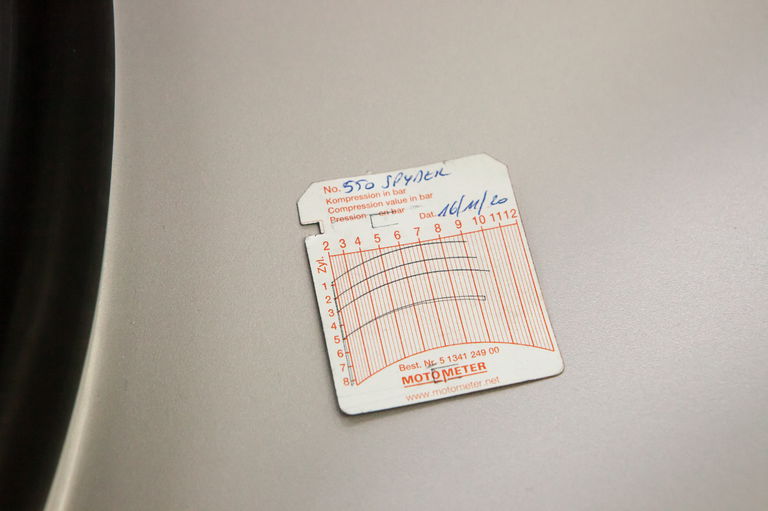 No. 550 SPYDER
Kompression in bar
Compression value in bar
Pression en bar Dat. 16/11/20
2 3 4 5 6 7 8 9 10 11 12
Zyl.
1
2
3
4
5
6
7
8
Best. Nr. 5 1341 249 00
MOTOMETER
www.motometer.net